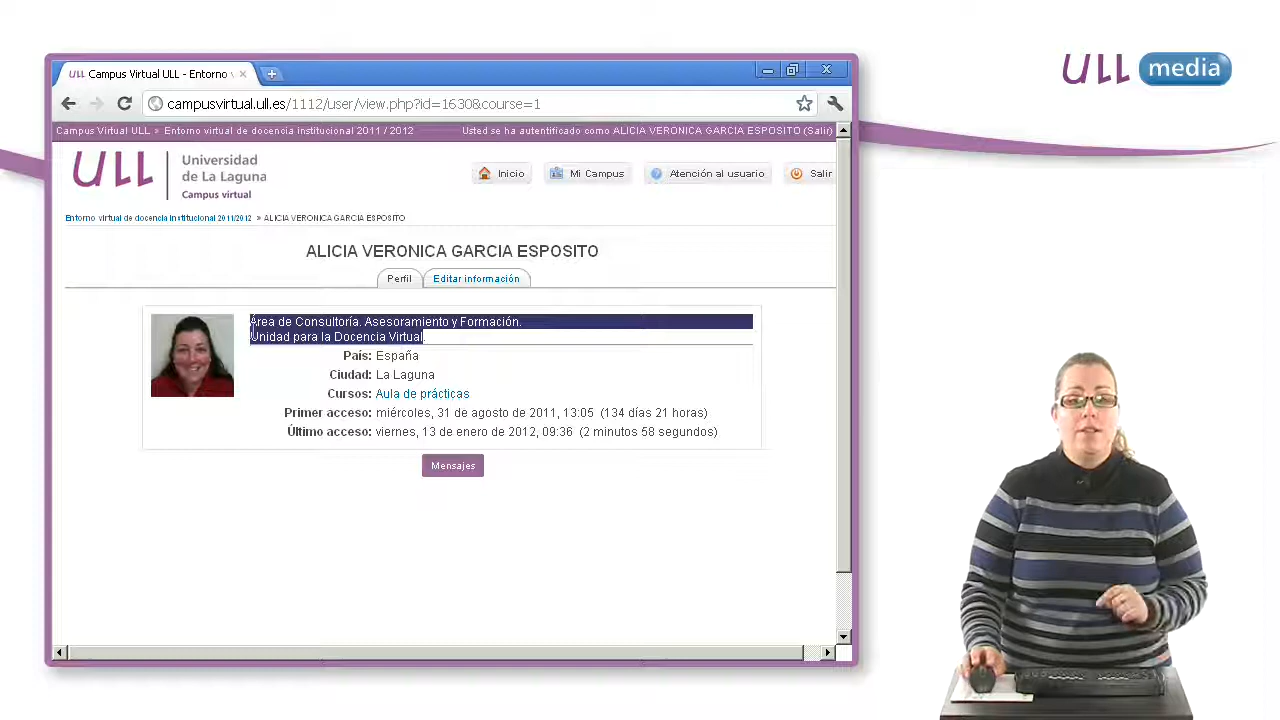 ULL media
ULL Campus Virtual ULL - Entorno
campusvirtual.ull.es/1112/user/view.php?id=1630&course=1
Campus Virtual ULL » Entorno virtual de docencia institucional 2011 / 2012
Usted se ha autentificado como ALICIA VERONICA GARCIA ESPOSITO (Salir)
ULL
Universidad
de La Laguna
Campus virtual
Inicio
Mi Campus
Atención al usuario
Salir
Entorno virtual de docencia institucional 2011/2012 » ALICIA VERONICA GARCIA ESPOSITO
ALICIA VERONICA GARCIA ESPOSITO
Perfil
Editar información
Área de Consultoría. Asesoramiento y Formación.
Unidad para la Docencia Virtual.
País: España
Ciudad: La Laguna
Cursos: Aula de prácticas
Primer acceso: miércoles, 31 de agosto de 2011, 13:05 (134 días 21 horas)
Último acceso: viernes, 13 de enero de 2012, 09:36 (2 minutos 58 segundos)
Mensajes